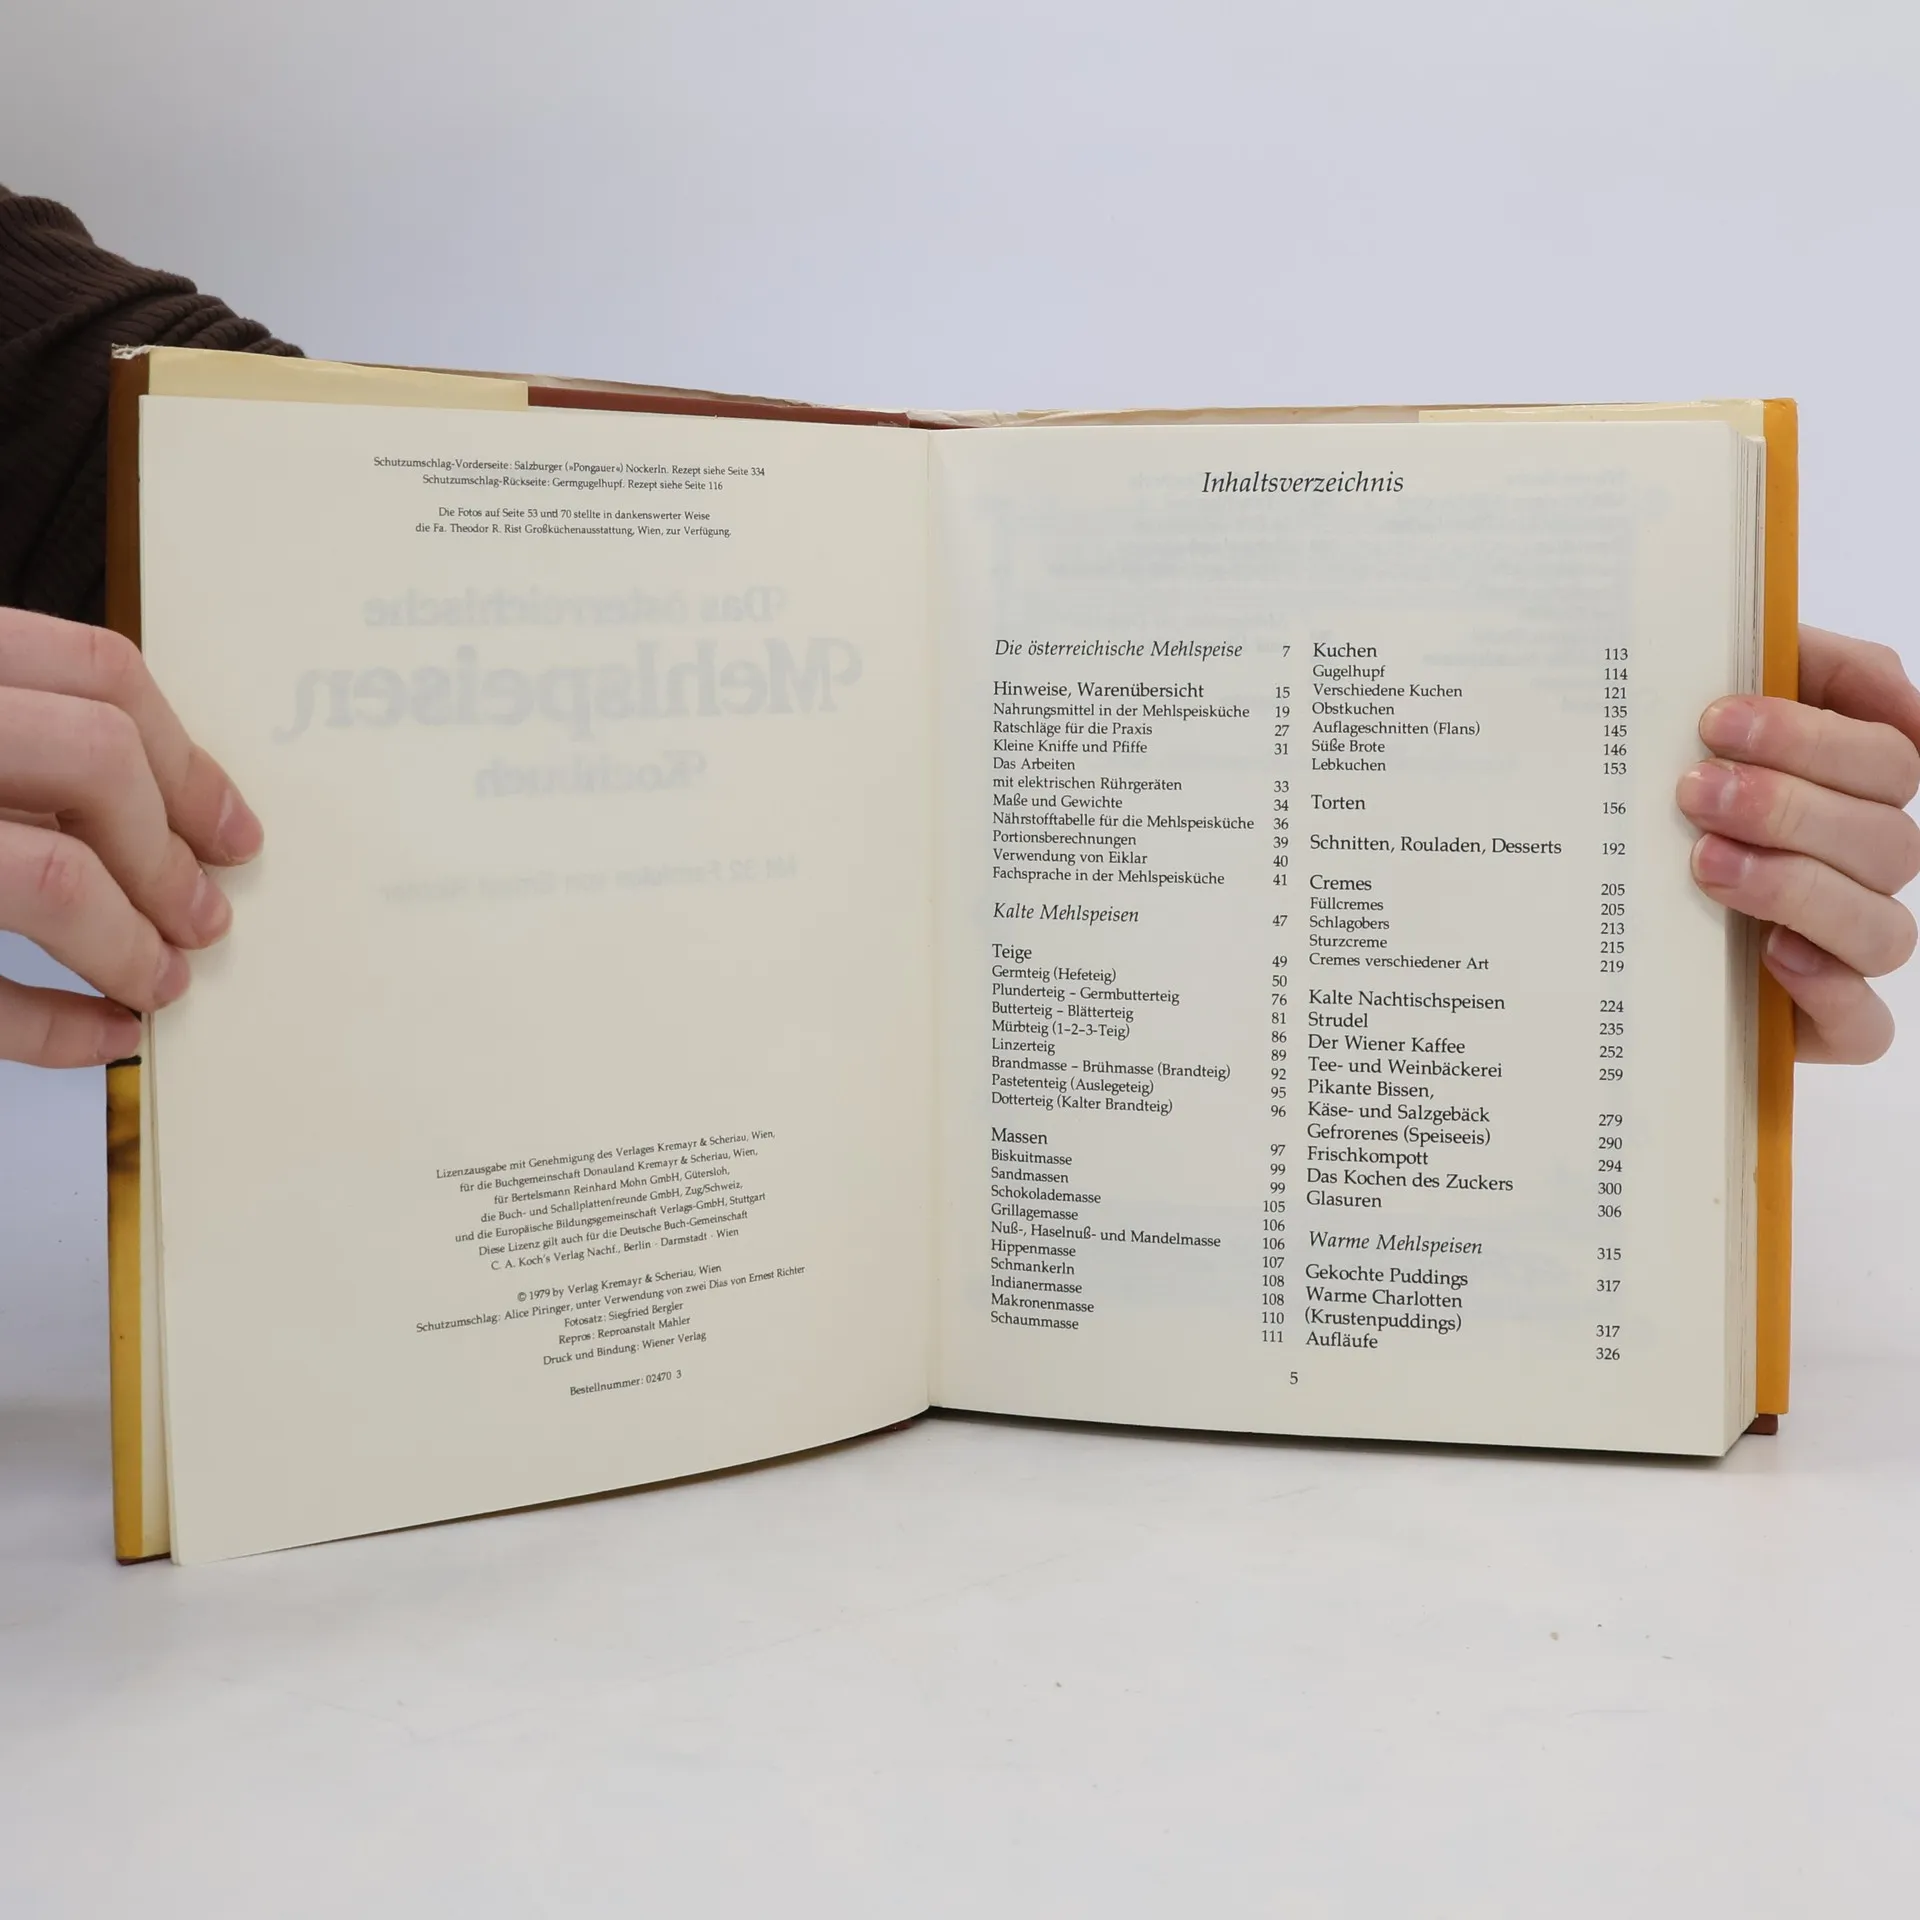 Schutzumschlag-Vorderseite: Salzburger (»Pongauer«) Nockerln. Rezept siehe Seite 334
Schutzumschlag-Rückseite: Germgugelhupf. Rezept siehe Seite 116
Die Fotos auf Seite 53 und 70 stellte in dankenswerter Weise
die Fa. Theodor R. Rist Großküchenausstattung, Wien, zur Verfügung.
Das österreichische
Mehlspeisen
Kochbuch
Lizenzausgabe mit Genehmigung des Verlages Kremayr & Scheriau, Wien,
für die Buchgemeinschaft Donauland Kremayr & Scheriau, Wien,
für Bertelsmann Reinhard Mohn GmbH, Gütersloh,
die Buch- und Schallplattenfreunde GmbH, Zug/Schweiz,
und die Europäische Bildungsgemeinschaft Verlags-GmbH, Stuttgart
Diese Lizenz gilt auch für die Deutsche Buch-Gemeinschaft
C. A. Koch's Verlag Nachf., Berlin · Darmstadt · Wien
© 1979 by Verlag Kremayr & Scheriau, Wien
Schutzumschlag: Alice Piringer, unter Verwendung von zwei Dias von Ernest Richter
Fotosatz: Siegfried Bergler
Repros: Reproanstalt Mahler
Druck und Bindung: Wiener Verlag
Bestellnummer: 02470 3
Inhaltsverzeichnis
Die österreichische Mehlspeise 7
Hinweise, Warenübersicht 15
Nahrungsmittel in der Mehlspeisküche 19
Ratschläge für die Praxis 27
Kleine Kniffe und Pfiffe 31
Das Arbeiten
mit elektrischen Rührgeräten 33
Maße und Gewichte 34
Nährstofftabelle für die Mehlspeisküche 36
Portionsberechnungen 39
Verwendung von Eiklar 40
Fachsprache in der Mehlspeisküche 41
Kalte Mehlspeisen 47
Teige 49
Germteig (Hefeteig) 50
Plunderteig – Germbutterteig 76
Butterteig – Blätterteig 81
Mürbteig (1-2-3-Teig) 86
Linzerteig 89
Brandmasse – Brühmasse (Brandteig) 92
Pastetenteig (Auslegeteig) 95
Dotterteig (Kalter Brandteig) 96
Massen 97
Biskuitmasse 99
Sandmassen 99
Schokolademasse 105
Grillagemasse 106
Nuß-, Haselnuß- und Mandelmasse 106
Hippenmasse 107
Schmankerln 108
Indianermasse 108
Makronenmasse 110
Schaummasse 111
Kuchen 113
Gugelhupf 114
Verschiedene Kuchen 121
Obstkuchen 135
Auflageschnitten (Flans) 145
Süße Brote 146
Lebkuchen 153
Torten 156
Schnitten, Rouladen, Desserts 192
Cremes 205
Füllcremes 205
Schlagobers 213
Sturzcreme 215
Cremes verschiedener Art 219
Kalte Nachtischspeisen 224
Strudel 235
Der Wiener Kaffee 252
Tee- und Weinbäckerei 259
Pikante Bissen,
Käse- und Salzgebäck 279
Gefrorenes (Speiseeis) 290
Frischkompott 294
Das Kochen des Zuckers 300
Glasuren 306
Warme Mehlspeisen 315
Gekochte Puddings 317
Warme Charlotten
(Krustenpuddings) 317
Aufläufe 326
5